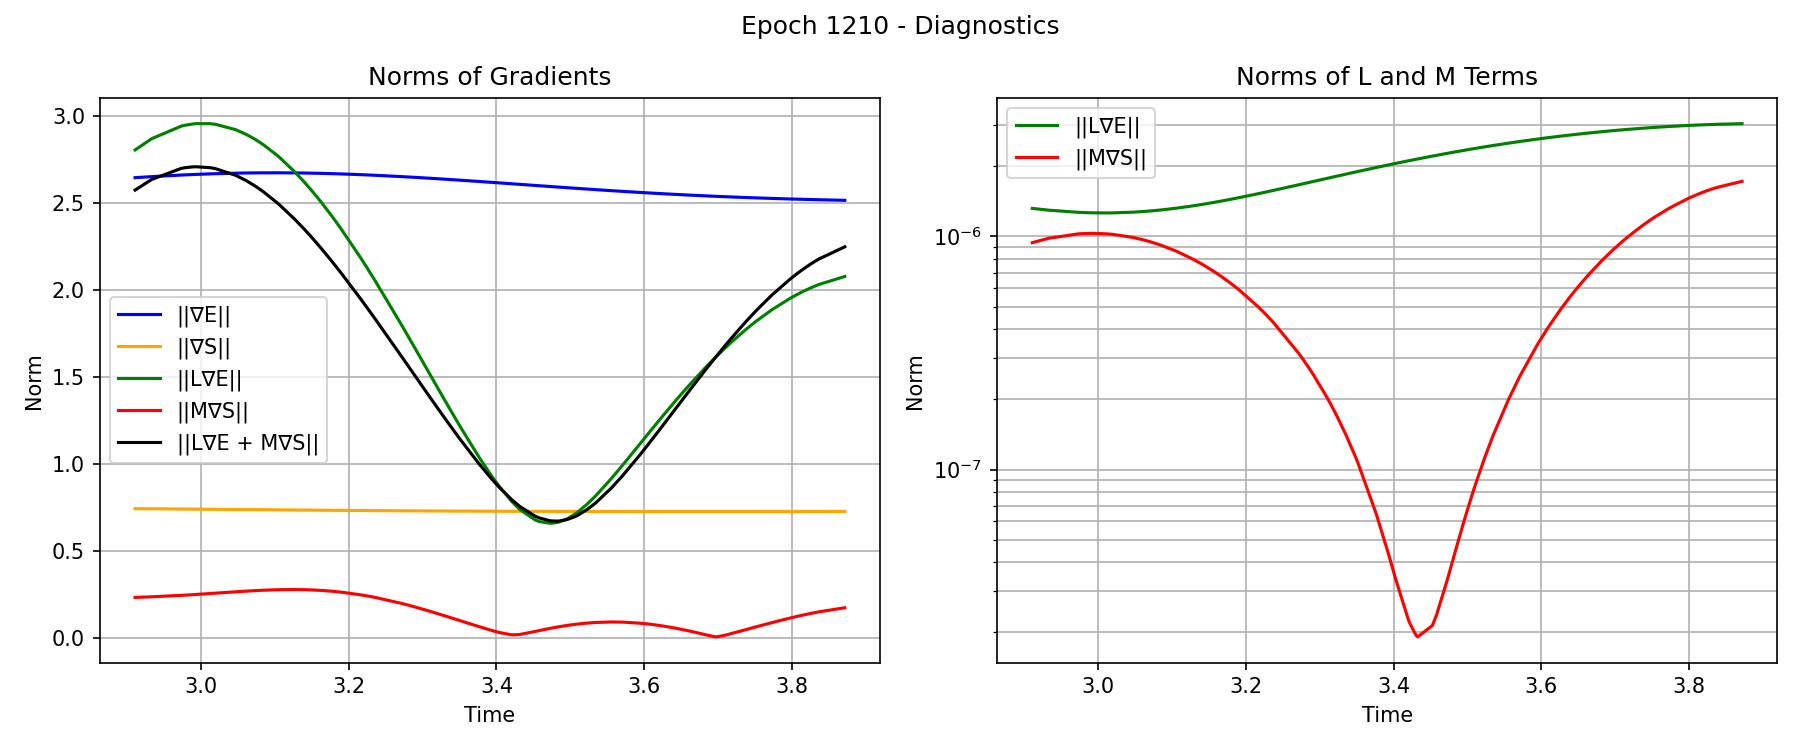 Epoch 1210 - Diagnostics
Norms of Gradients
3.0
2.5
2.0
1.5
1.0
0.5
0.0
Norm
||∇E||
||∇S||
||L∇E||
||M∇S||
||L∇E + M∇S||
3.0 3.2 3.4 3.6 3.8
Time
Norms of L and M Terms
||L∇E||
||M∇S||
10⁻⁶
10⁻⁷
Norm
3.0 3.2 3.4 3.6 3.8
Time